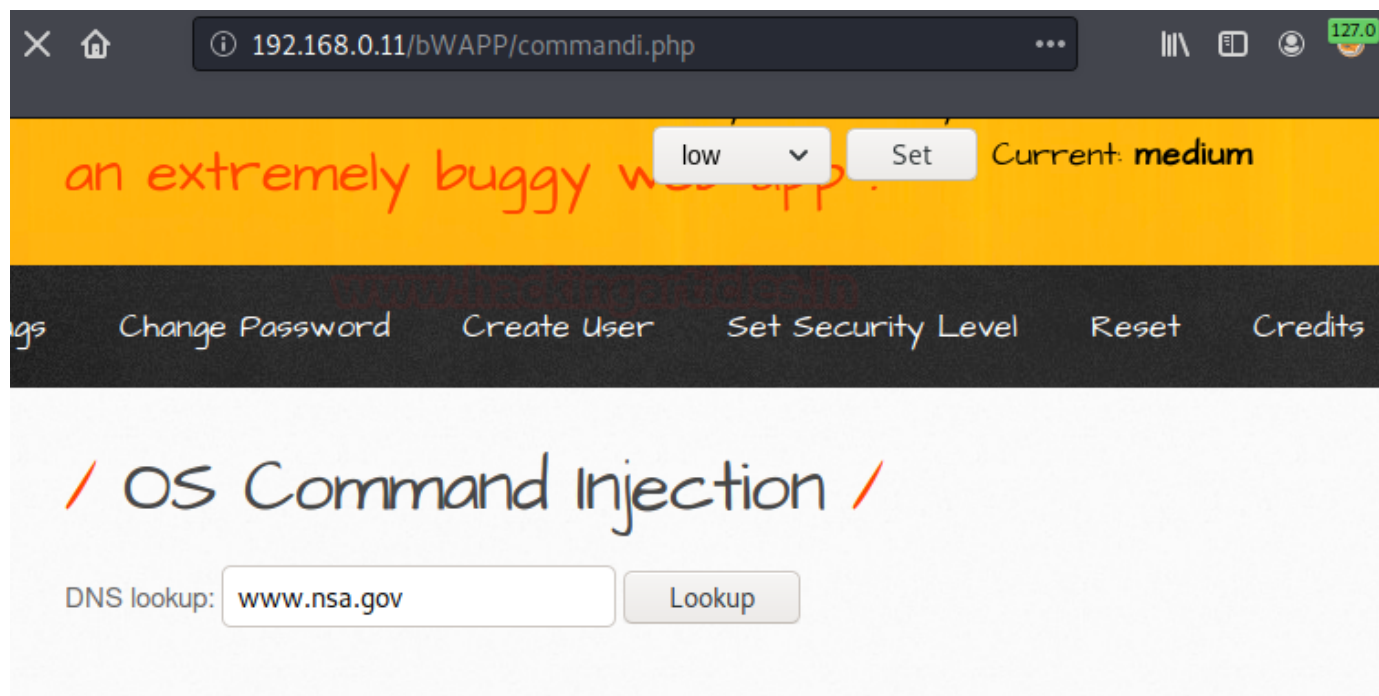 192.168.0.11/bWAPP/commandi.php
127.0
low Set Current: medium
an extremely buggy web app !
Change Password Create User Set Security Level Reset Credits
/ OS Command Injection /
DNS lookup: www.nsa.gov Lookup